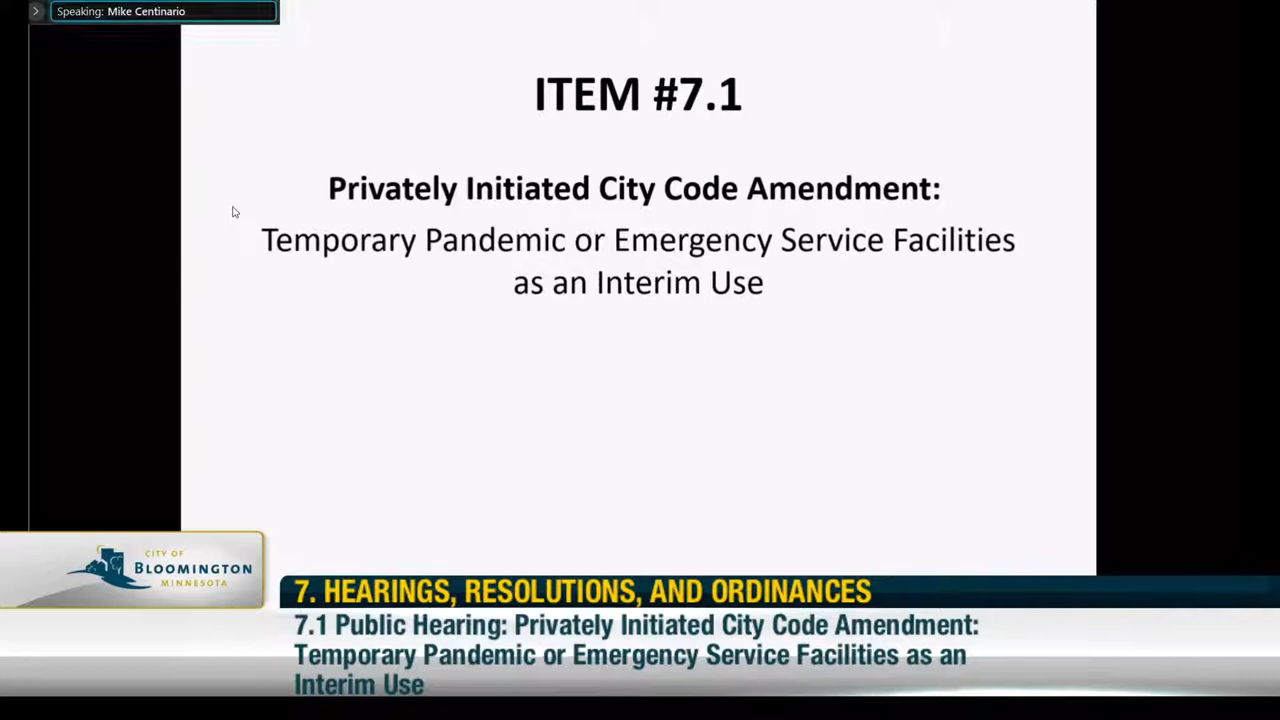 Speaking: Mike Centinario
ITEM #7.1
Privately Initiated City Code Amendment:
Temporary Pandemic or Emergency Service Facilities
as an Interim Use
CITY OF
BLOOMINGTON
MINNESOTA
7. HEARINGS, RESOLUTIONS, AND ORDINANCES
7.1 Public Hearing: Privately Initiated City Code Amendment:
Temporary Pandemic or Emergency Service Facilities as an
Interim Use